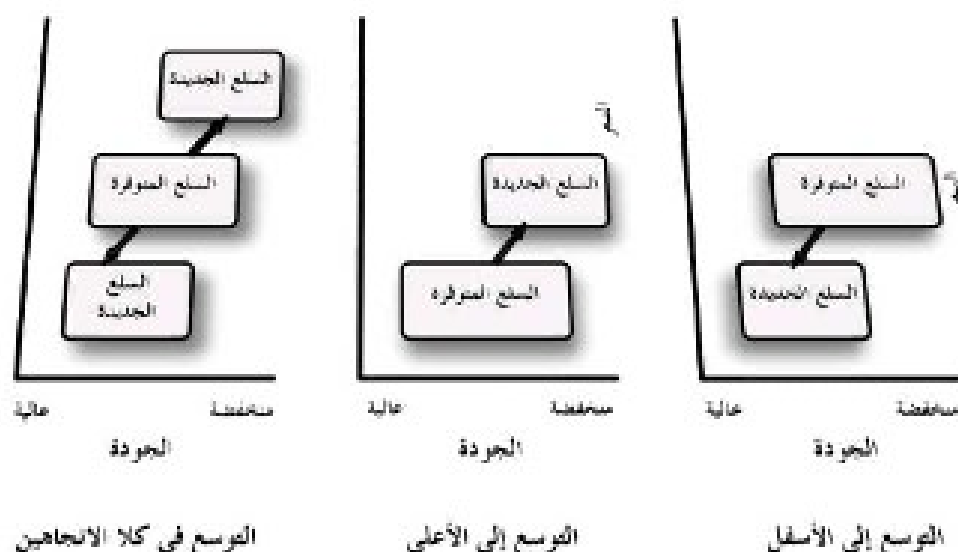 السلع المتوفرة
السلع الجديدة
منخفضة
عالية
الجودة
التوسع إلى الأسفل
السلع الجديدة
السلع المتوفرة
منخفضة
عالية
الجودة
التوسع إلى الأعلى
السلع الجديدة
السلع المتوفرة
السلع
الجديدة
منخفضة
عالية
الجودة
التوسع في كلا الاتجاهين